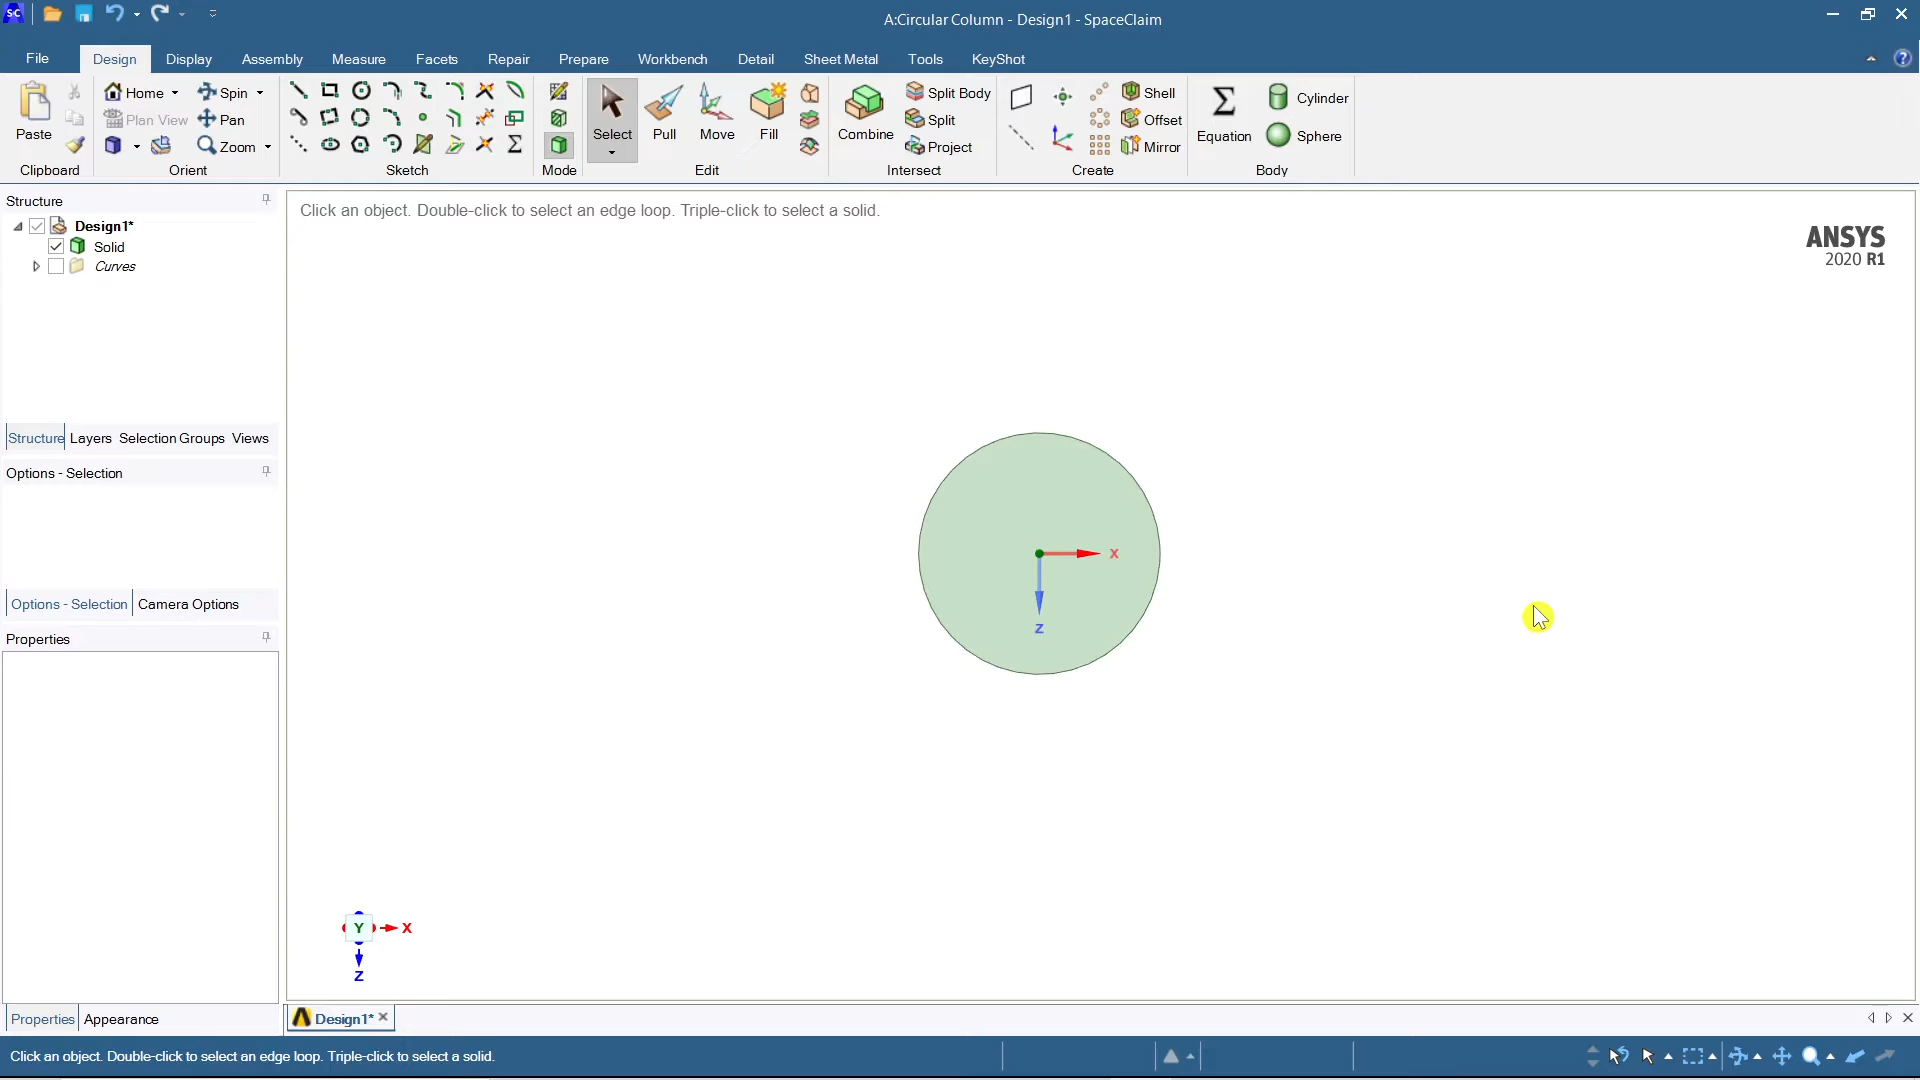 SC
A:Circular Column - Design1 - SpaceClaim
File Design Display Assembly Measure Facets Repair Prepare Workbench Detail Sheet Metal Tools KeyShot
Paste
Clipboard
Home Spin
Plan View Pan
Zoom
Orient
Sketch
Mode
Select Pull Move Fill
Edit
Combine
Split Body
Split
Project
Intersect
Shell
Offset
Mirror
Create
Equation
Cylinder
Sphere
Body
Structure
Design1*
Solid
Curves
Structure Layers Selection Groups Views
Options - Selection
Options - Selection Camera Options
Properties
Properties Appearance
Click an object. Double-click to select an edge loop. Triple-click to select a solid.
ANSYS
2020 R1
X
Z
Y X
Z
Design1*
Click an object. Double-click to select an edge loop. Triple-click to select a solid.